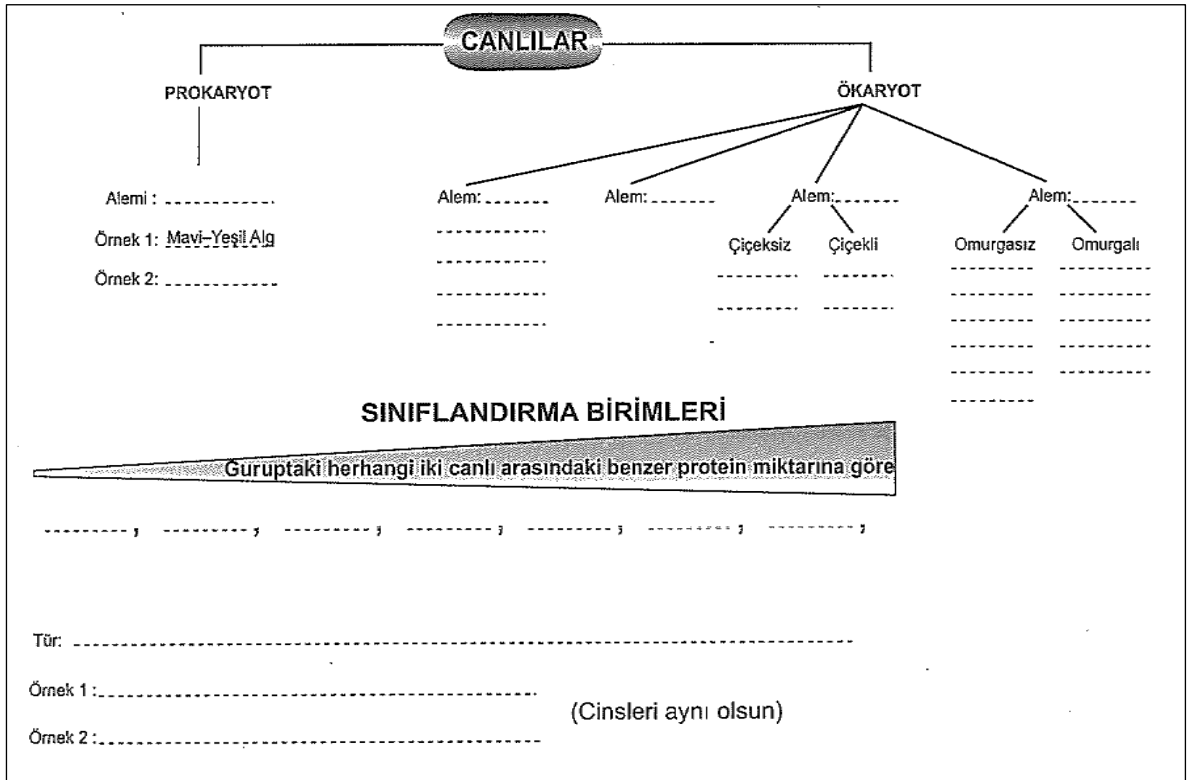 CANLILAR
PROKARYOT
ÖKARYOT
Alemi :
Alem:
Alem:
Alem:
Alem:
Örnek 1: Mavi–Yeşil Alg
Çiçeksiz
Çiçekli
Omurgasız
Omurgalı
Örnek 2:
SINIFLANDIRMA BİRİMLERİ
Guruptaki herhangi iki canlı arasındaki benzer protein miktarına göre
, , , , , , ,
Tür:
Örnek 1 :
(Cinsleri aynı olsun)
Örnek 2 :